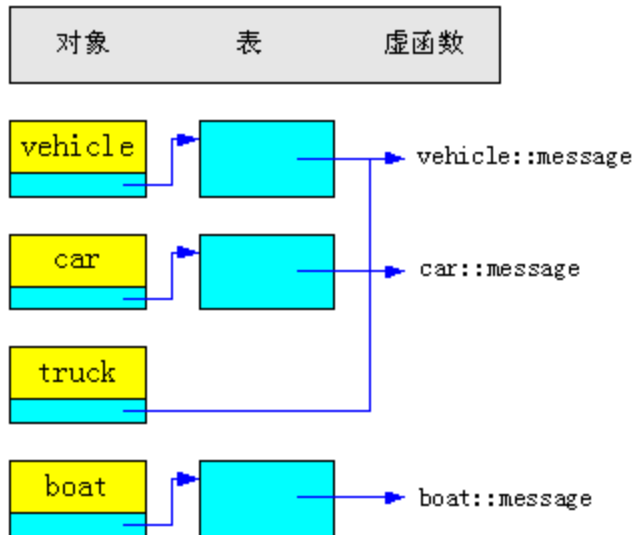 对象 表 虚函数
vehicle
vehicle::message
car
car::message
truck
boat
boat::message